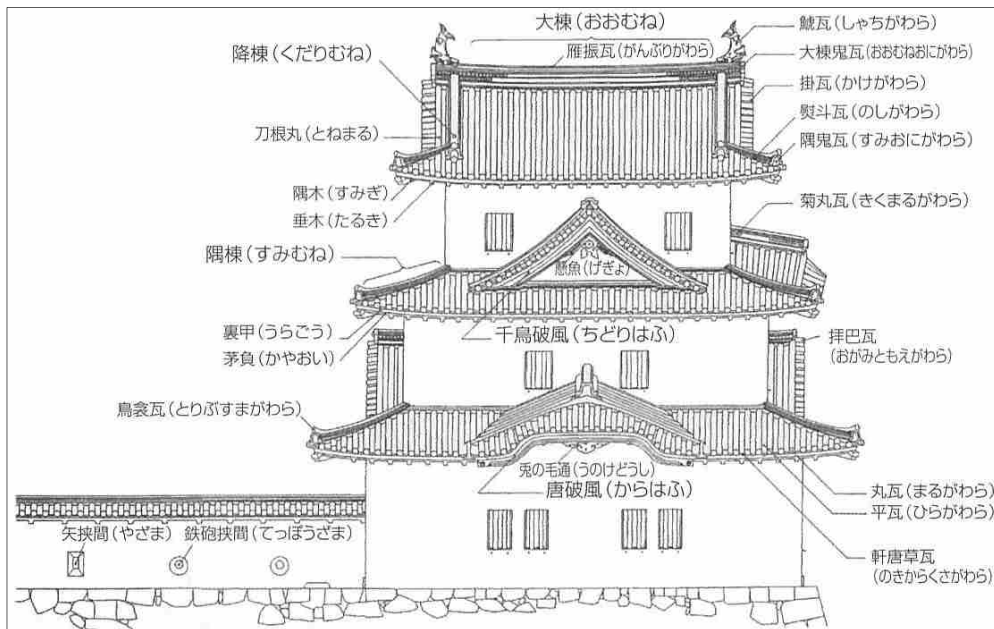 大棟（おおむね）
雁振瓦（がんぶりがわら）
降棟（くだりむね）
刀根丸（とねまる）
隅木（すみぎ）
垂木（たるき）
隅棟（すみむね）
懸魚（げぎょ）
裏甲（うらごう）
茅負（かやおい）
千鳥破風（ちどりはふ）
鳥衾瓦（とりぶすまがわら）
兎の毛通（うのけどうし）
唐破風（からはふ）
矢挟間（やざま）
鉄砲挟間（てっぽうざま）
鯱瓦（しゃちがわら）
大棟鬼瓦（おおむねおにがわら）
掛瓦（かけがわら）
熨斗瓦（のしがわら）
隅鬼瓦（すみおにがわら）
菊丸瓦（きくまるがわら）
拝巴瓦
（おがみともえがわら）
丸瓦（まるがわら）
平瓦（ひらがわら）
軒唐草瓦
（のきからくさがわら）